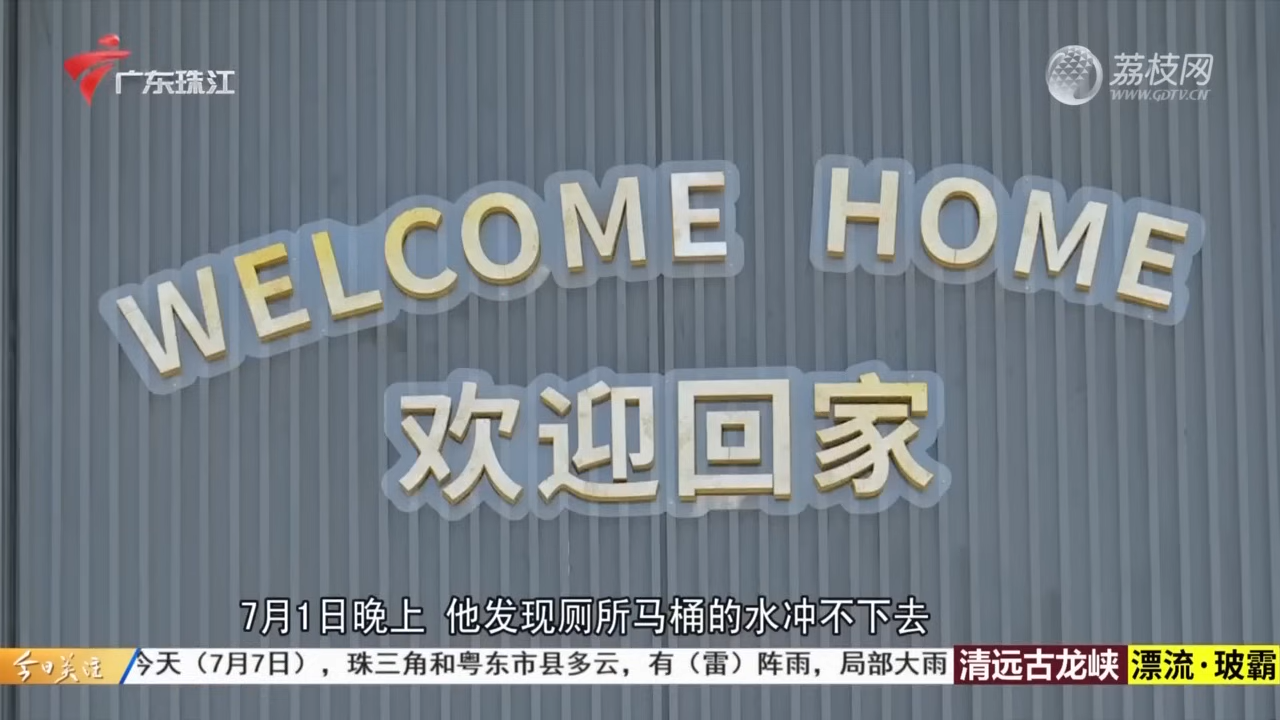 广东珠江
荔枝网
WWW.GDTV.CN
WELCOME HOME
欢迎回家
7月1日晚上 他发现厕所马桶的水冲不下去
今日关注
今天（7月7日），珠三角和粤东市县多云，有（雷）阵雨，局部大雨
清远古龙峡 漂流·玻霸